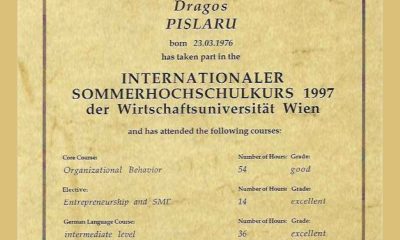 Dragos
PISLARU
born 23.03.1976
has taken part in the
INTERNATIONALER
SOMMERHOCHSCHULKURS 1997
der Wirtschaftsuniversität Wien
and has attended the following courses:
Core Course: Number of Hours: Grade:
Organizational Behavior 54 good
Elective: Number of Hours: Grade:
Entrepreneurship and SME 14 excellent
German Language Course: Number of Hours: Grade:
intermediate level 36 excellent